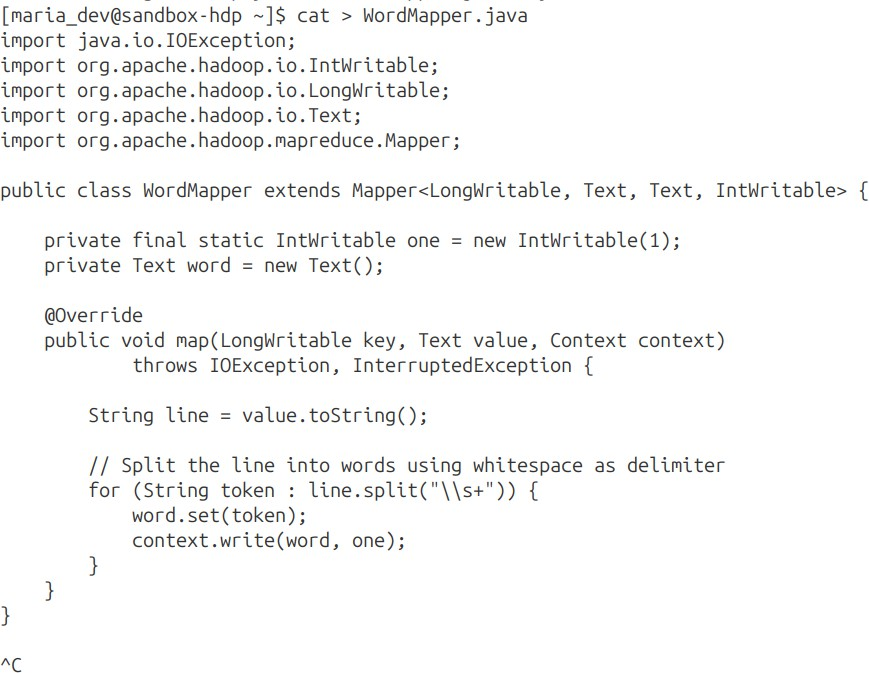 [maria_dev@sandbox-hdp ~]$ cat > WordMapper.java
import java.io.IOException;
import org.apache.hadoop.io.IntWritable;
import org.apache.hadoop.io.LongWritable;
import org.apache.hadoop.io.Text;
import org.apache.hadoop.mapreduce.Mapper;

public class WordMapper extends Mapper<LongWritable, Text, Text, IntWritable> {

    private final static IntWritable one = new IntWritable(1);
    private Text word = new Text();

    @Override
    public void map(LongWritable key, Text value, Context context)
            throws IOException, InterruptedException {

        String line = value.toString();

        // Split the line into words using whitespace as delimiter
        for (String token : line.split("\\s+")) {
            word.set(token);
            context.write(word, one);
        }
    }
}

^C